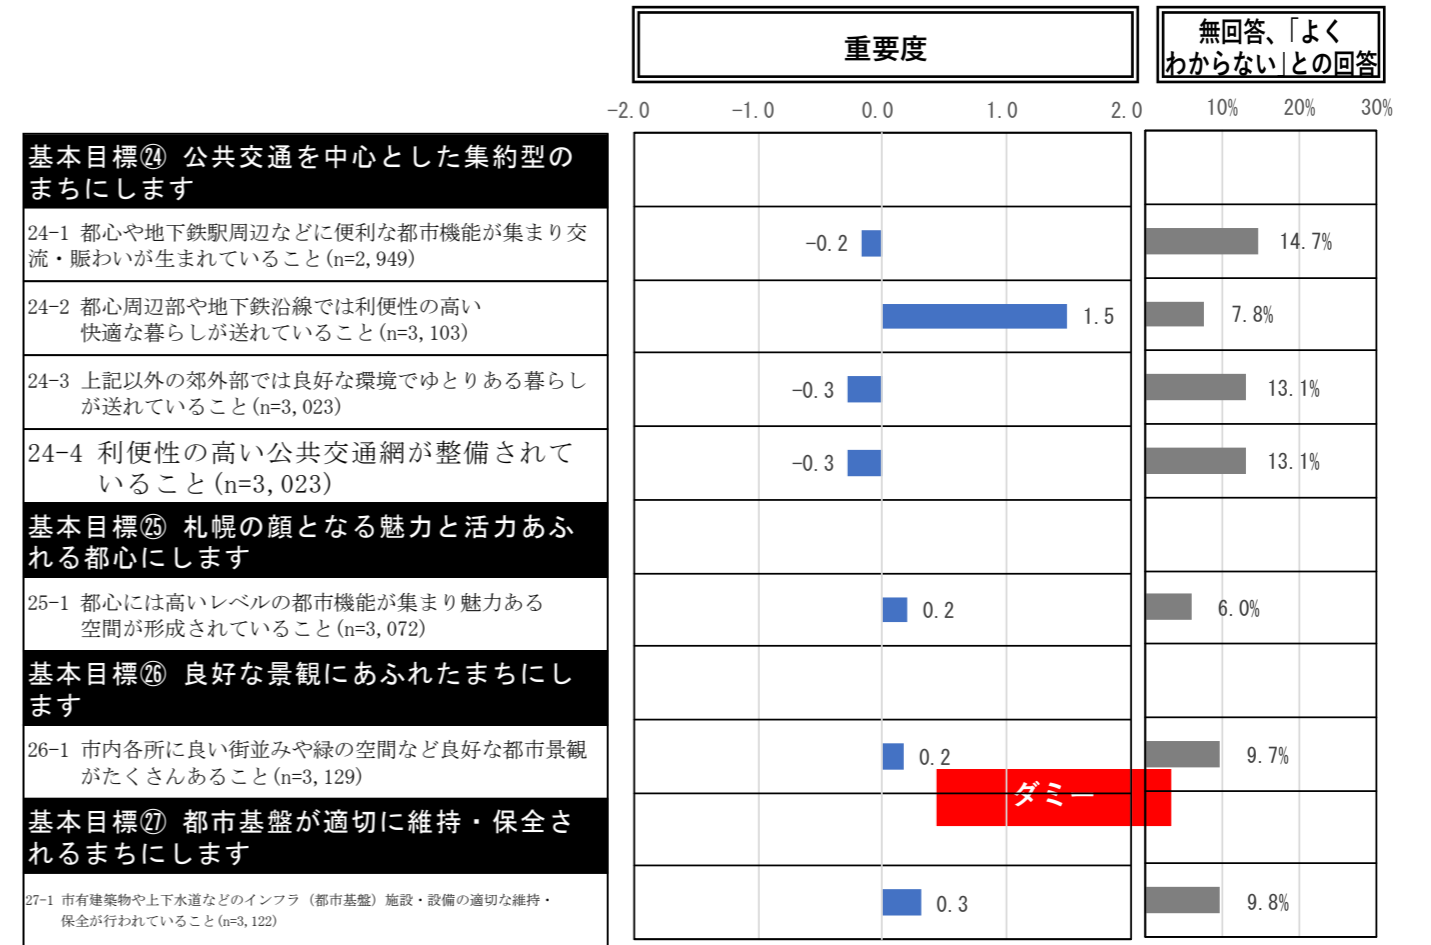 重要度
無回答、「よく
わからない」との回答
-2.0 -1.0 0.0 1.0 2.0
10% 20% 30%
基本目標㉔ 公共交通を中心とした集約型の
まちにします
24-1 都心や地下鉄駅周辺などに便利な都市機能が集まり交
流・賑わいが生まれていること(n=2,949)
-0.2
14.7%
24-2 都心周辺部や地下鉄沿線では利便性の高い
快適な暮らしが送れていること(n=3,103)
1.5
7.8%
24-3 上記以外の郊外部では良好な環境でゆとりある暮らし
が送れていること(n=3,023)
-0.3
13.1%
24-4 利便性の高い公共交通網が整備されて
いること(n=3,023)
-0.3
13.1%
基本目標㉕ 札幌の顔となる魅力と活力あふ
れる都心にします
25-1 都心には高いレベルの都市機能が集まり魅力ある
空間が形成されていること(n=3,072)
0.2
6.0%
基本目標㉖ 良好な景観にあふれたまちにし
ます
26-1 市内各所に良い街並みや緑の空間など良好な都市景観
がたくさんあること(n=3,129)
0.2
9.7%
ダミー
基本目標㉗ 都市基盤が適切に維持・保全さ
れるまちにします
27-1 市有建築物や上下水道などのインフラ（都市基盤）施設・設備の適切な維持・
保全が行われていること(n=3,122)
0.3
9.8%